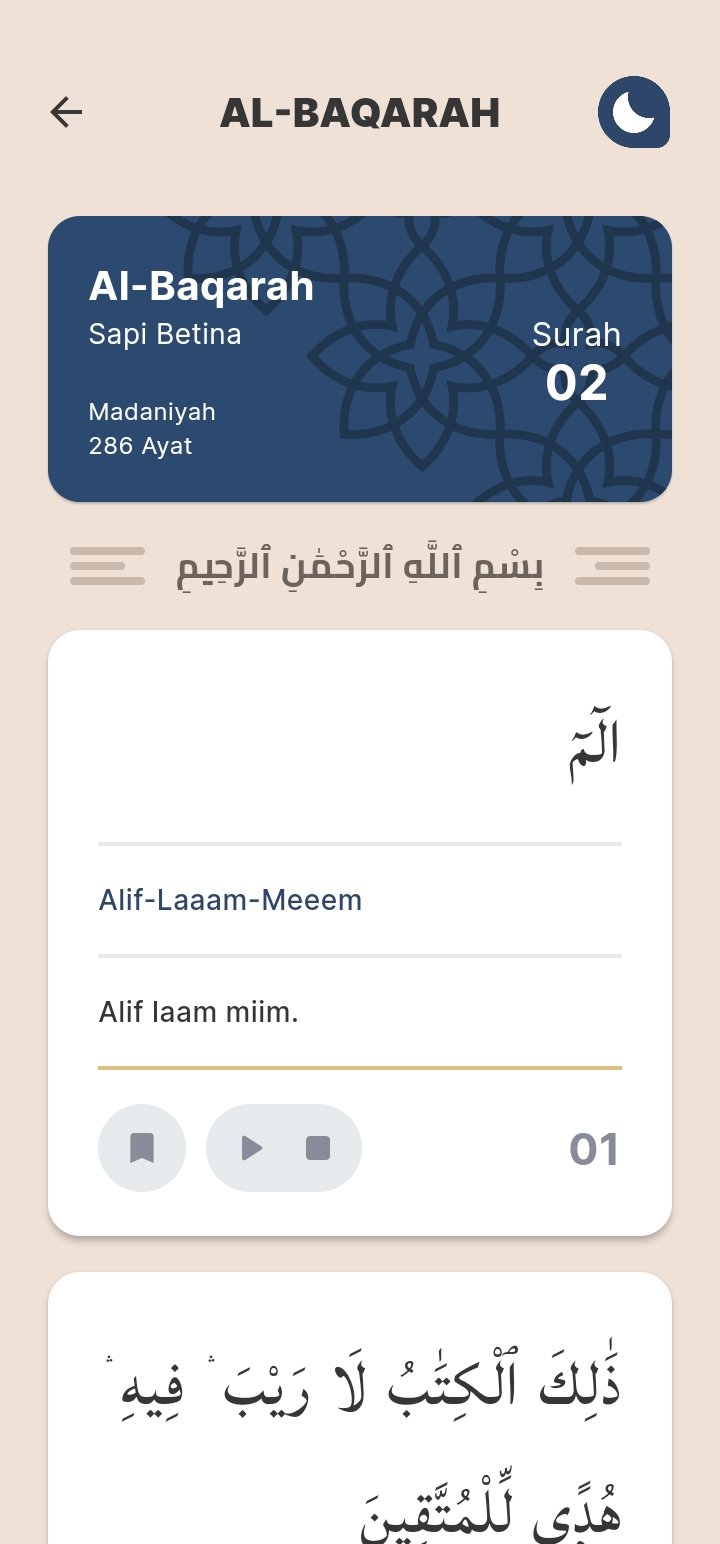 AL-BAQARAH
Al-Baqarah
Sapi Betina
Surah
02
Madaniyah
286 Ayat
بِسْمِ ٱللَّهِ ٱلرَّحْمَٰنِ ٱلرَّحِيمِ
الٓمٓ
Alif-Laaam-Meeem
Alif laam miim.
01
ذَٰلِكَ ٱلْكِتَٰبُ لَا رَيْبَ ۛ فِيهِ ۛ
هُدًى لِّلْمُتَّقِينَ